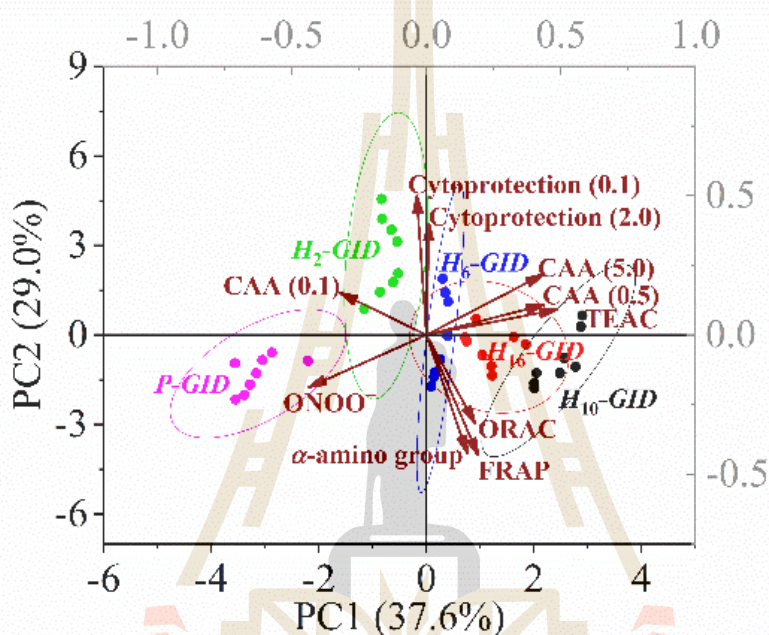 -1.0 -0.5 0.0 0.5 1.0
9
6
3
0
-3
-6
PC2 (29.0%)
Cytoprotection (0.1)
Cytoprotection (2.0)
H2-GID
H6-GID
CAA (5.0)
CAA (0.1)
CAA (0.5)
TEAC
H16-GID
P-GID
ONOO⁻
H10-GID
ORAC
α-amino group
FRAP
0.5
0.0
-0.5
-6 -4 -2 0 2 4
PC1 (37.6%)